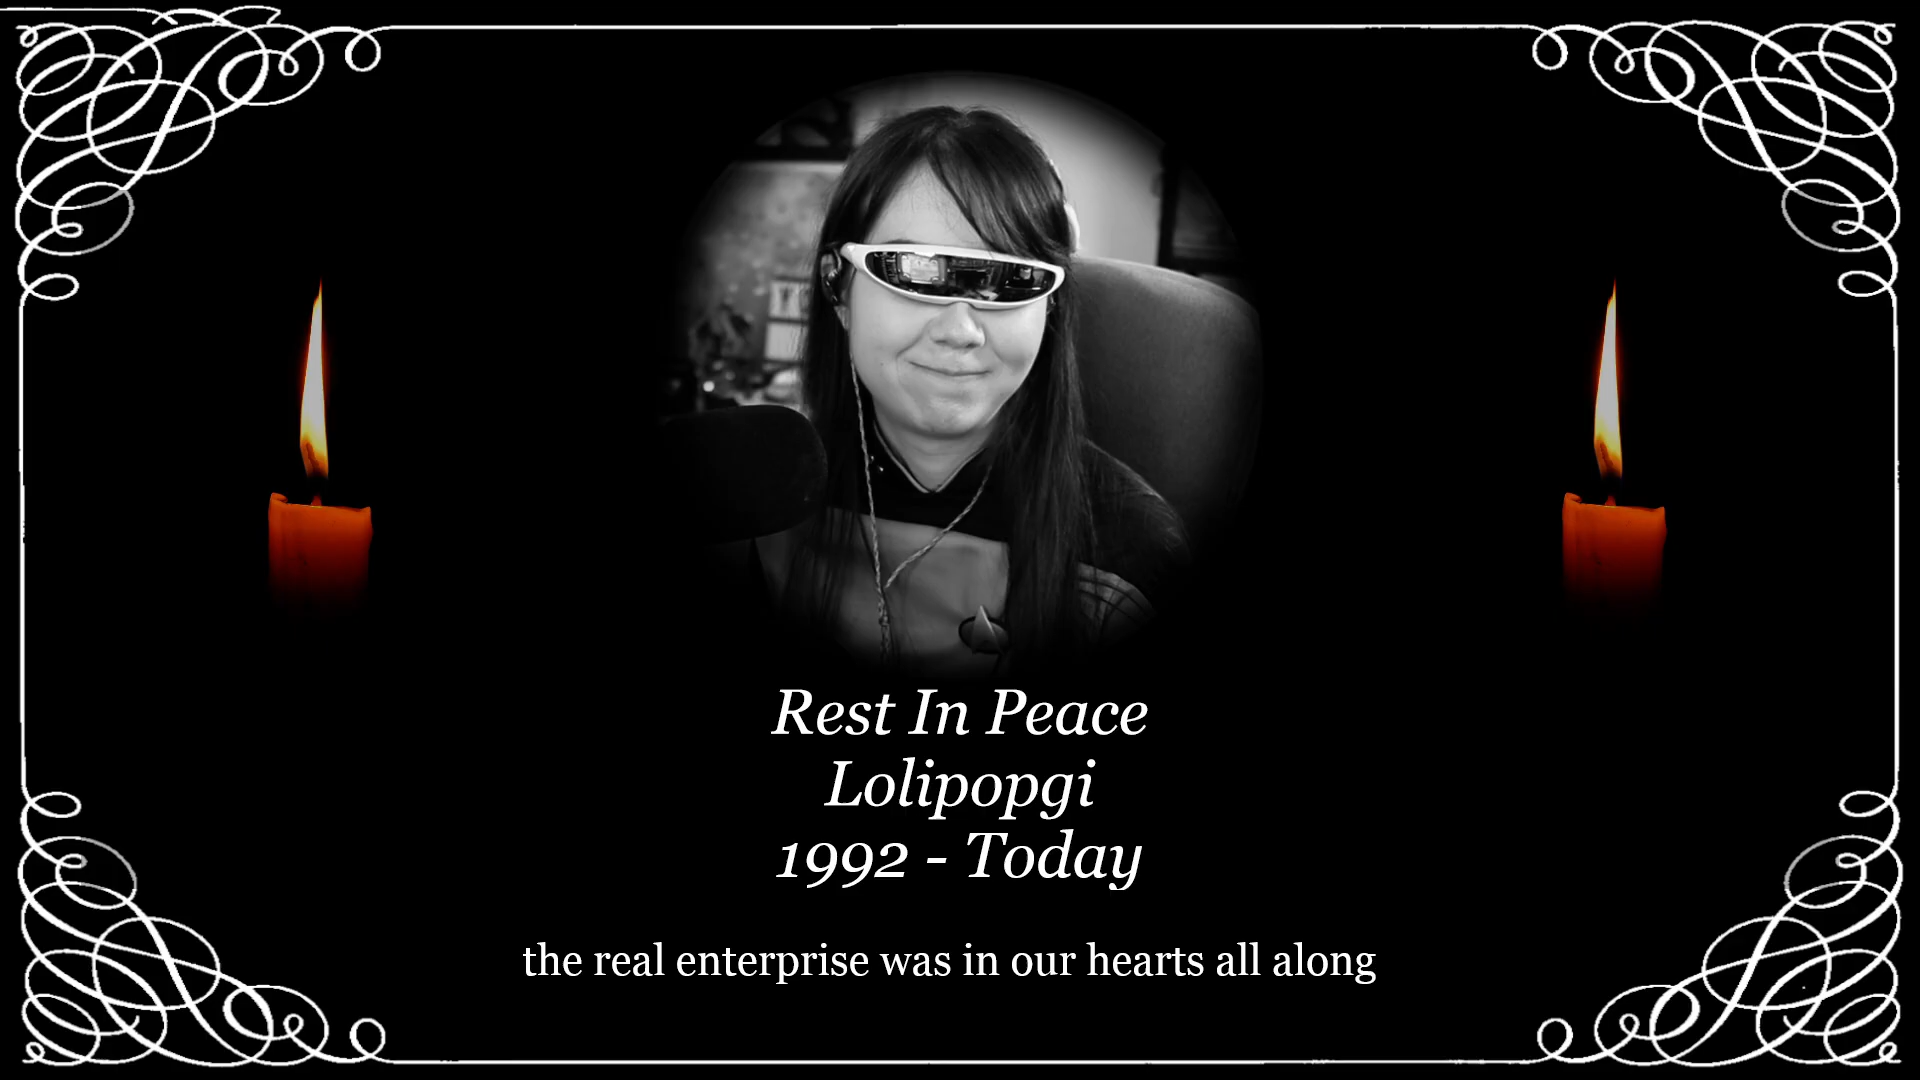 Rest In Peace
Lolipopgi
1992 - Today
the real enterprise was in our hearts all along